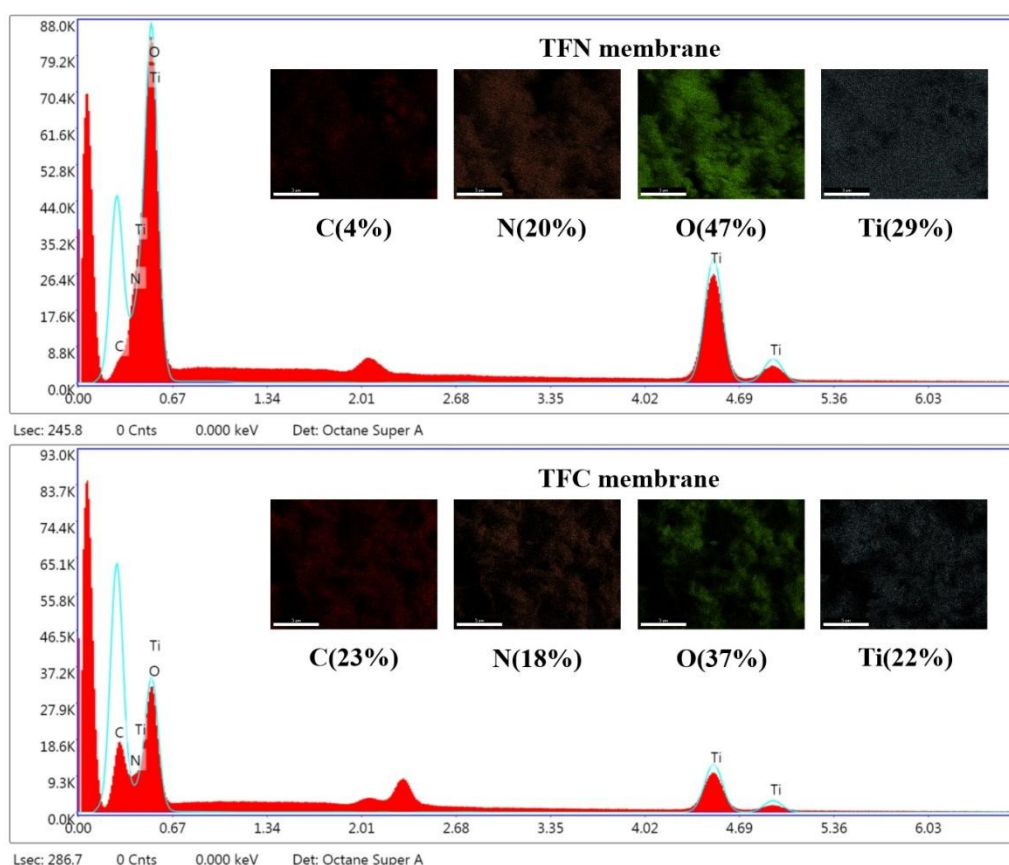 TFN membrane
88.0K
79.2K
70.4K
61.6K
52.8K
44.0K
35.2K
26.4K
17.6K
8.8K
0.0K
O
Ti
Ti
N
C
Ti
Ti
C(4%) N(20%) O(47%) Ti(29%)
0.00 0.67 1.34 2.01 2.68 3.35 4.02 4.69 5.36 6.03
Lsec: 245.8 0 Cnts 0.000 keV Det: Octane Super A
TFC membrane
93.0K
83.7K
74.4K
65.1K
55.8K
46.5K
37.2K
27.9K
18.6K
9.3K
0.0K
Ti
O
C
Ti
N
Ti
Ti
C(23%) N(18%) O(37%) Ti(22%)
0.00 0.67 1.34 2.01 2.68 3.35 4.02 4.69 5.36 6.03
Lsec: 286.7 0 Cnts 0.000 keV Det: Octane Super A